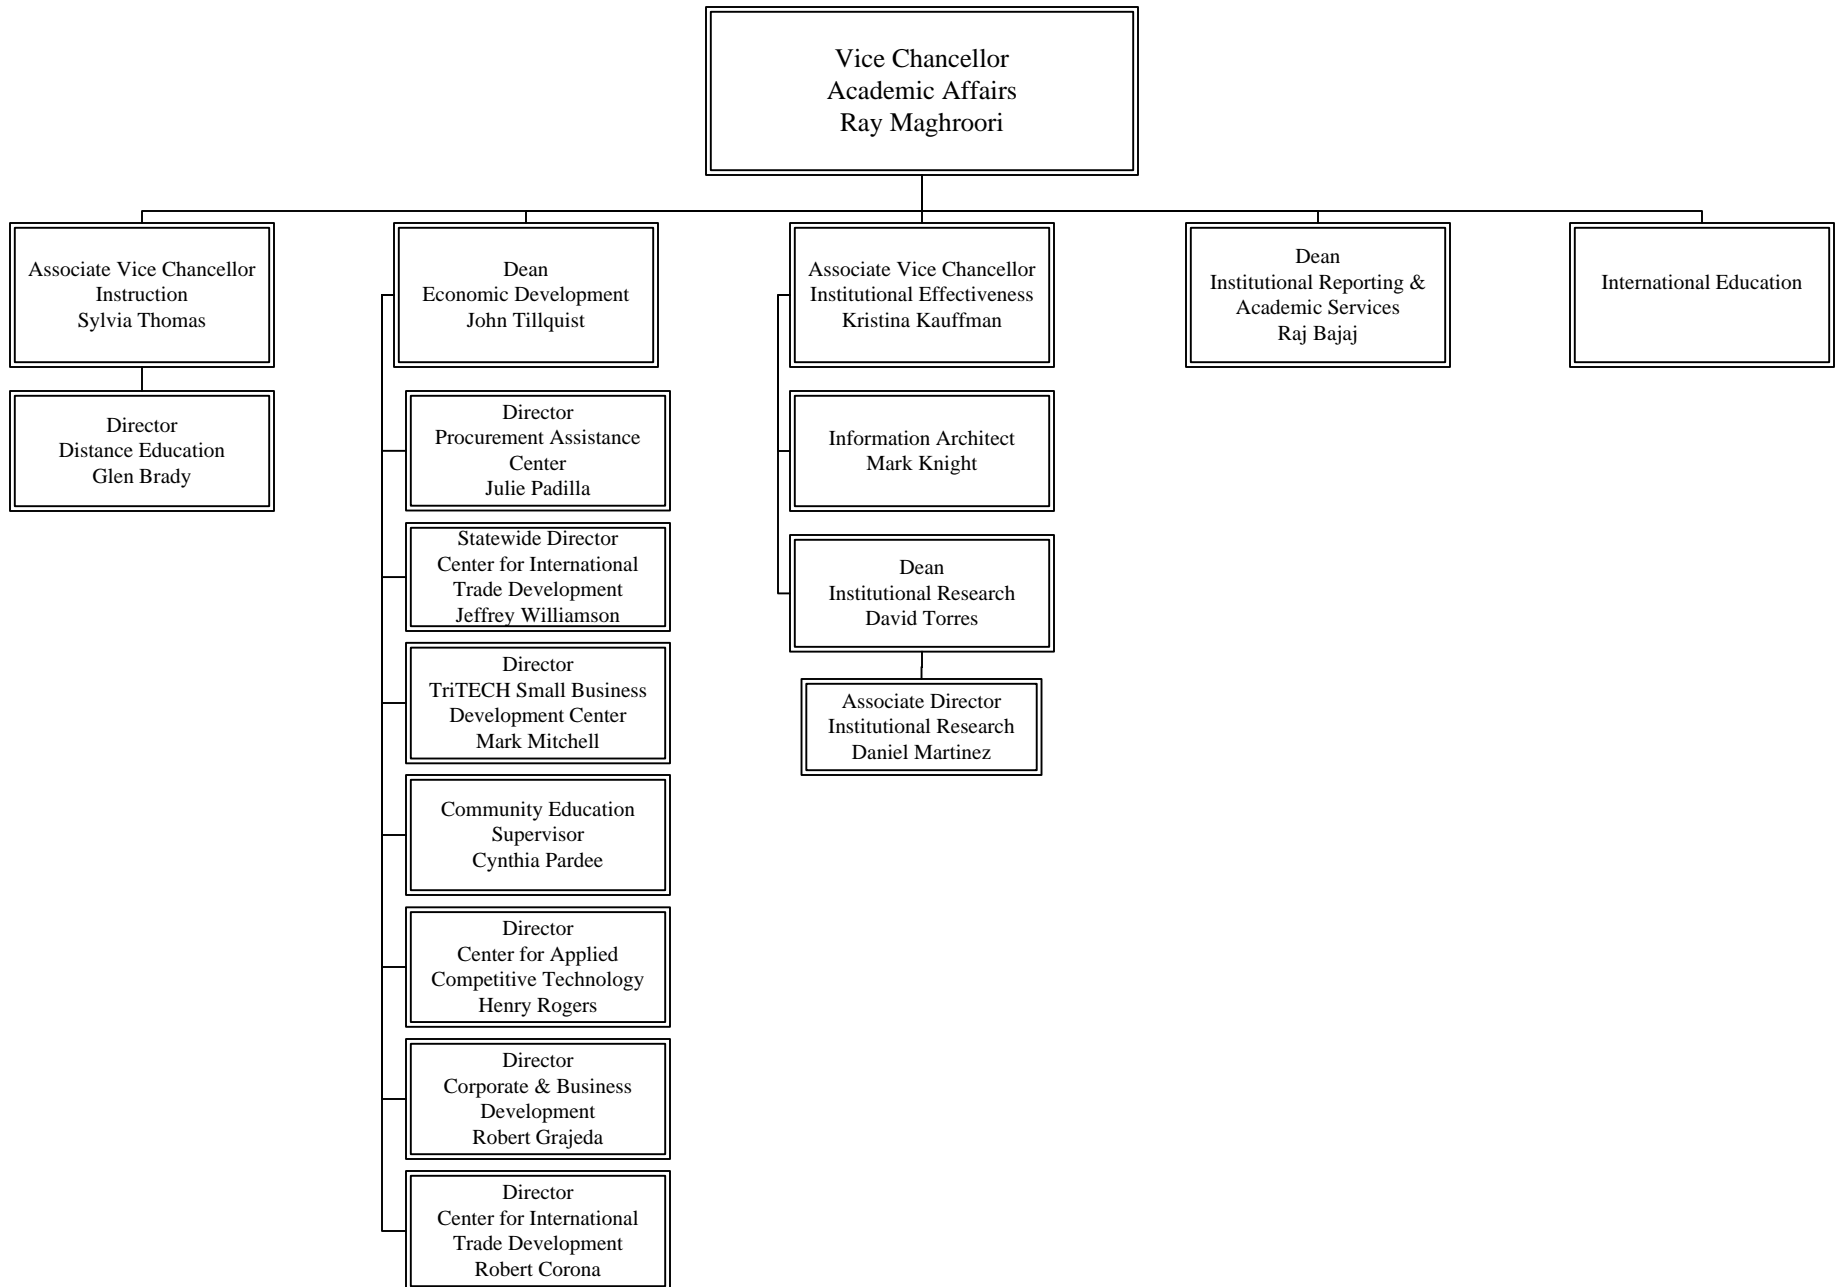 Vice Chancellor
Academic Affairs
Ray Maghroori
Associate Vice Chancellor
Instruction
Sylvia Thomas
Dean
Economic Development
John Tillquist
Associate Vice Chancellor
Institutional Effectiveness
Kristina Kauffman
Dean
Institutional Reporting &
Academic Services
Raj Bajaj
International Education
Director
Distance Education
Glen Brady
Director
Procurement Assistance
Center
Julie Padilla
Statewide Director
Center for International
Trade Development
Jeffrey Williamson
Director
TriTECH Small Business
Development Center
Mark Mitchell
Community Education
Supervisor
Cynthia Pardee
Director
Center for Applied
Competitive Technology
Henry Rogers
Director
Corporate & Business
Development
Robert Grajeda
Director
Center for International
Trade Development
Robert Corona
Information Architect
Mark Knight
Dean
Institutional Research
David Torres
Associate Director
Institutional Research
Daniel Martinez